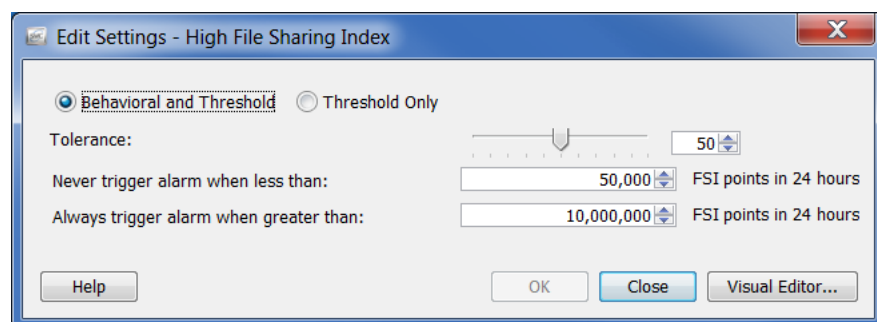 Edit Settings - High File Sharing Index
X
Behavioral and Threshold Threshold Only
Tolerance: 50
Never trigger alarm when less than: 50,000 FSI points in 24 hours
Always trigger alarm when greater than: 10,000,000 FSI points in 24 hours
Help OK Close Visual Editor...